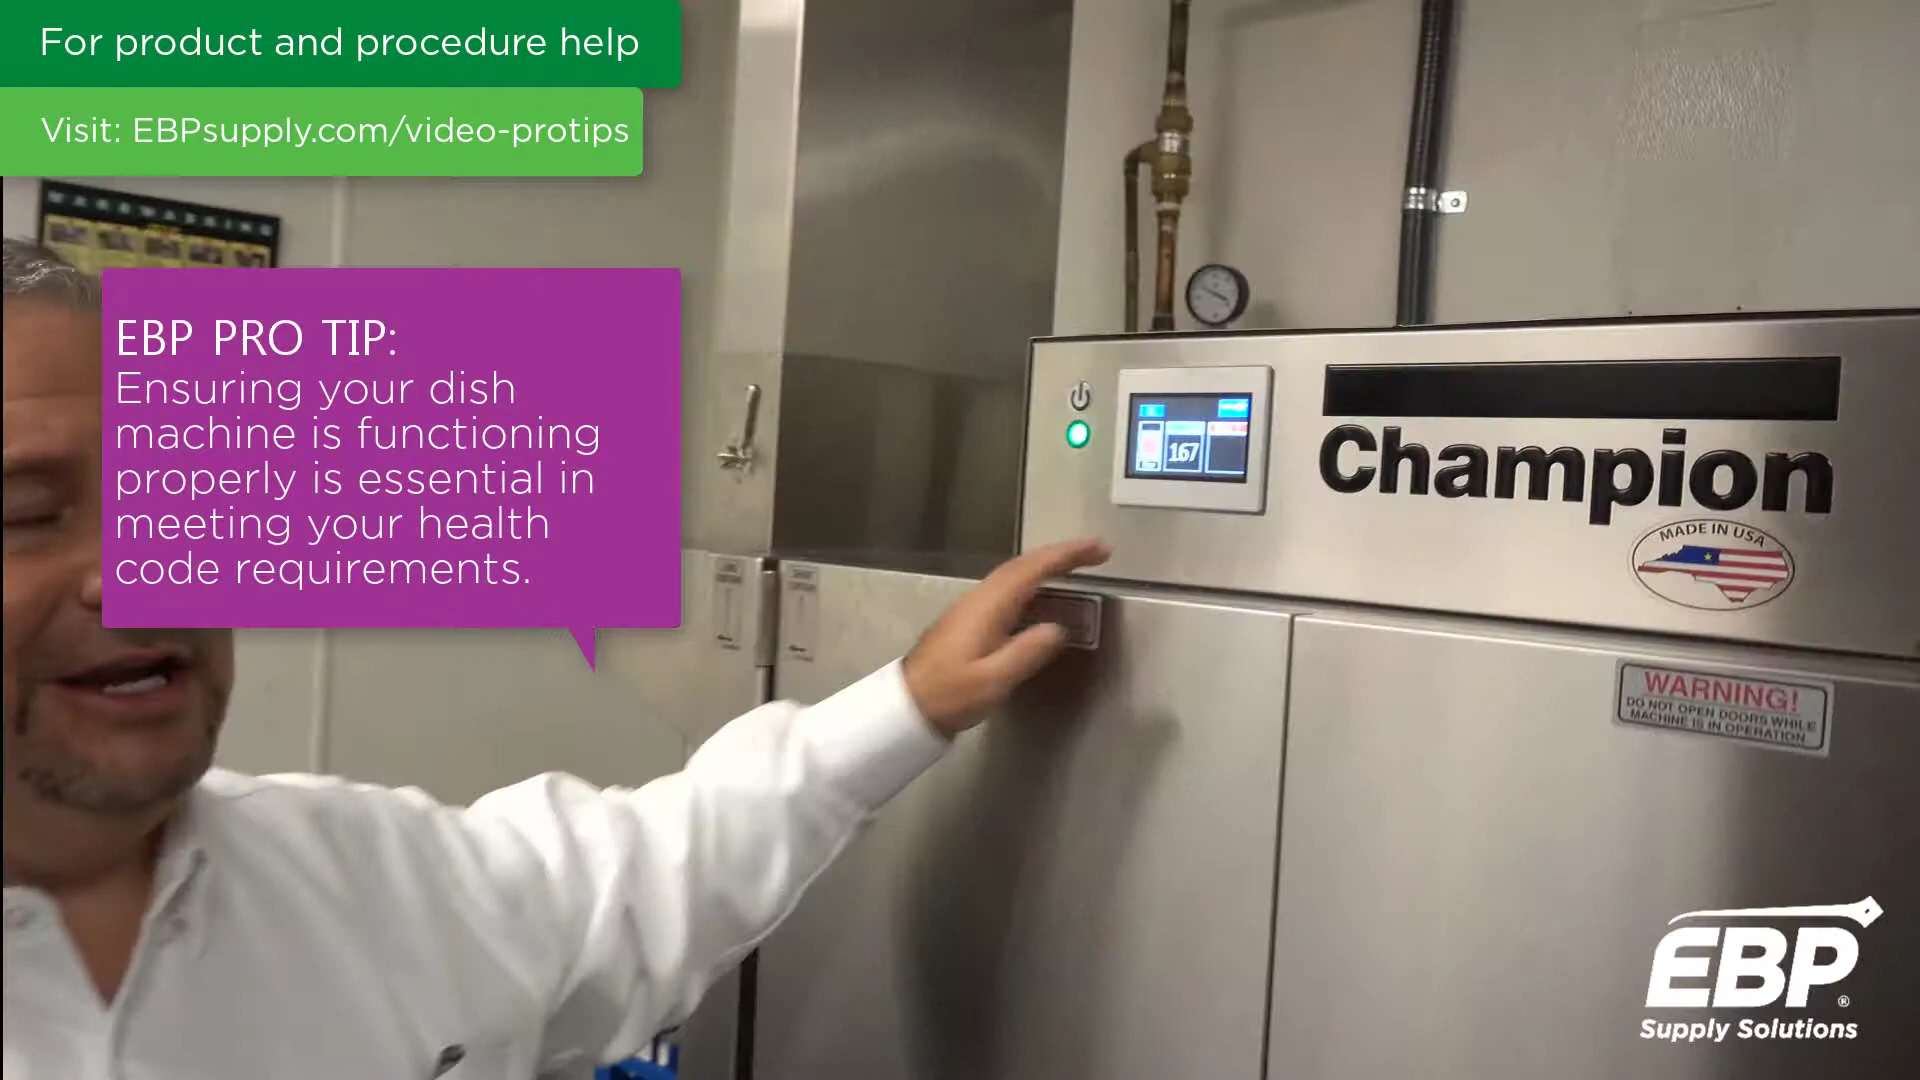 For product and procedure help
Visit: EBPsupply.com/video-protips
WAREWASHING
EBP PRO TIP:
Ensuring your dish
machine is functioning
properly is essential in
meeting your health
code requirements.
167
Champion
MADE IN USA
WARNING!
DO NOT OPEN DOORS WHILE
MACHINE IS IN OPERATION
EBP®
Supply Solutions